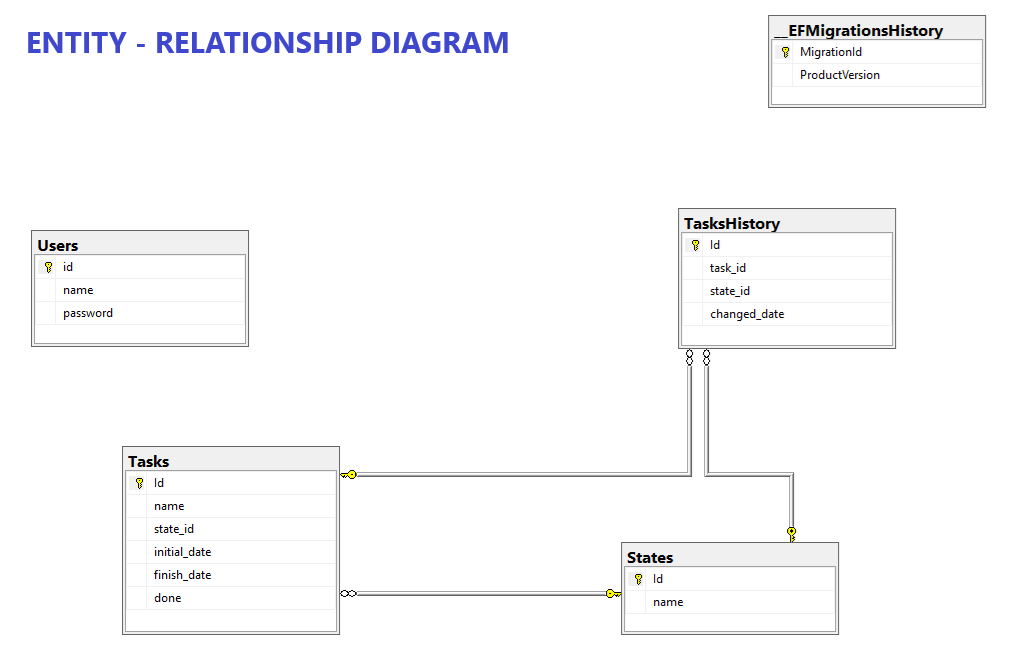 ENTITY - RELATIONSHIP DIAGRAM
__EFMigrationsHistory
MigrationId
ProductVersion
Users
id
name
password
TasksHistory
Id
task_id
state_id
changed_date
Tasks
Id
name
state_id
initial_date
finish_date
done
States
Id
name